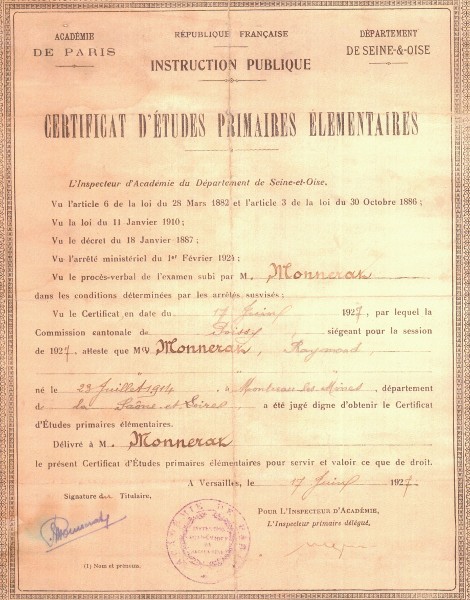 ACADÉMIE
DE PARIS
RÉPUBLIQUE FRANÇAISE
INSTRUCTION PUBLIQUE
DÉPARTEMENT
DE SEINE-&-OISE
CERTIFICAT D'ÉTUDES PRIMAIRES ÉLÉMENTAIRES
L'Inspecteur d'Académie du Département de Seine-et-Oise,
Vu l'article 6 de la loi du 28 Mars 1882 et l'article 3 de la loi du 30 Octobre 1886;
Vu la loi du 11 Janvier 1910;
Vu le décret du 18 Janvier 1887;
Vu l'arrêté ministériel du 1er Février 1924;
Vu le procès-verbal de l'examen subi par M. Monnerat
dans les conditions déterminées par les arrêtés susvisés;
Vu le Certificat en date du 17 Juin 1927, par lequel la
Commission cantonale de Poissy, siégeant pour la session
de 1927, atteste que M. Monnerat, Raymond
né le 23 Juillet 1914 à Montceau-les-Mines, département
de la Saône-et-Loire a été jugé digne d'obtenir le Certificat
d'Études primaires élémentaires.
Délivré à M. Monnerat
le présent Certificat d'Études primaires élémentaires pour servir et valoir ce que de droit.
A Versailles, le 17 Juin 1927.
Signature du Titulaire,
POUR L'INSPECTEUR D'ACADÉMIE,
L'Inspecteur primaire délégué,
(1) Nom et prénoms.